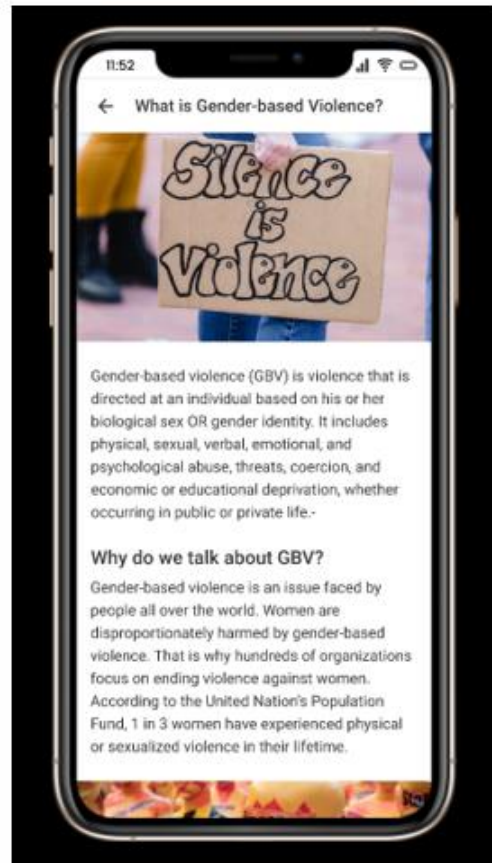 11:52
What is Gender-based Violence?
Silence
is
Violence
Gender-based violence (GBV) is violence that is
directed at an individual based on his or her
biological sex OR gender identity. It includes
physical, sexual, verbal, emotional, and
psychological abuse, threats, coercion, and
economic or educational deprivation, whether
occurring in public or private life.-
Why do we talk about GBV?
Gender-based violence is an issue faced by
people all over the world. Women are
disproportionately harmed by gender-based
violence. That is why hundreds of organizations
focus on ending violence against women.
According to the United Nation's Population
Fund, 1 in 3 women have experienced physical
or sexualized violence in their lifetime.